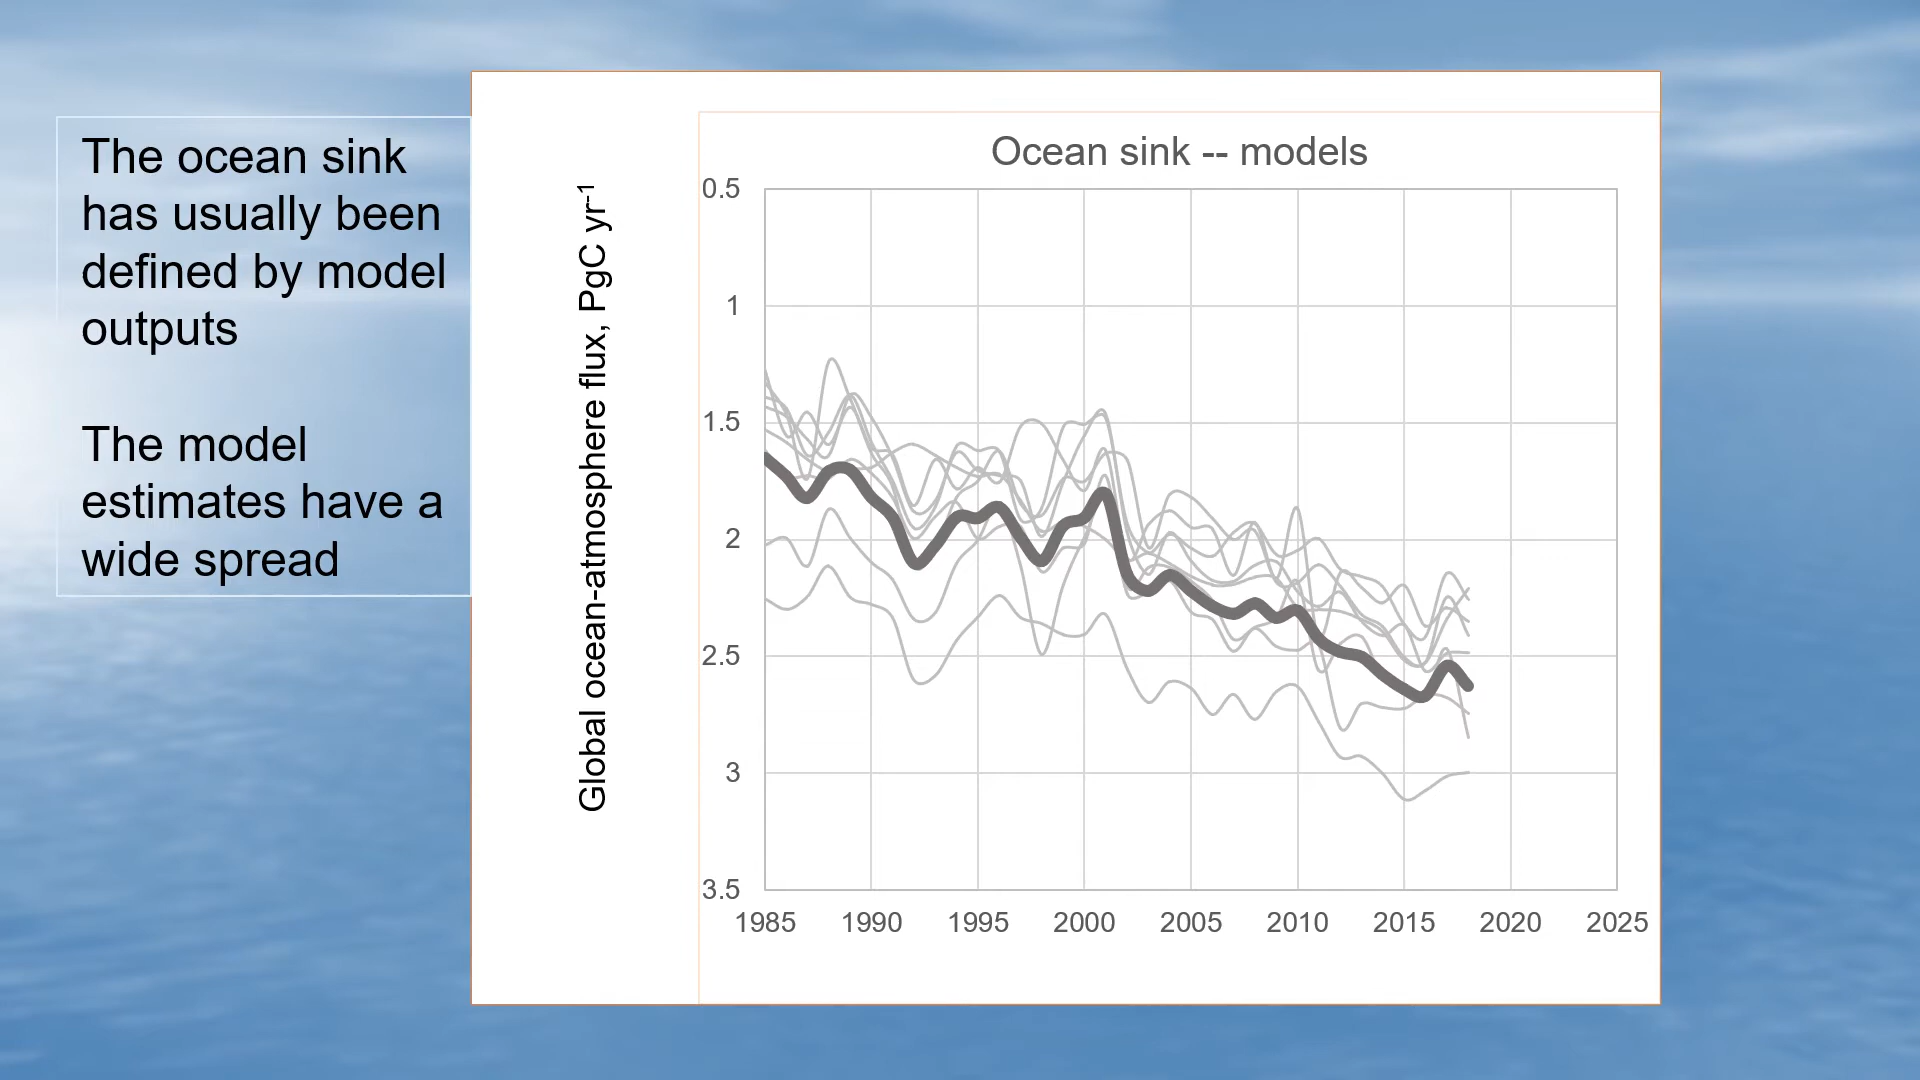 The ocean sink
has usually been
defined by model
outputs
The model
estimates have a
wide spread
Ocean sink -- models
Global ocean-atmosphere flux, PgC yr⁻¹
0.5
1
1.5
2
2.5
3
3.5
1985 1990 1995 2000 2005 2010 2015 2020 2025